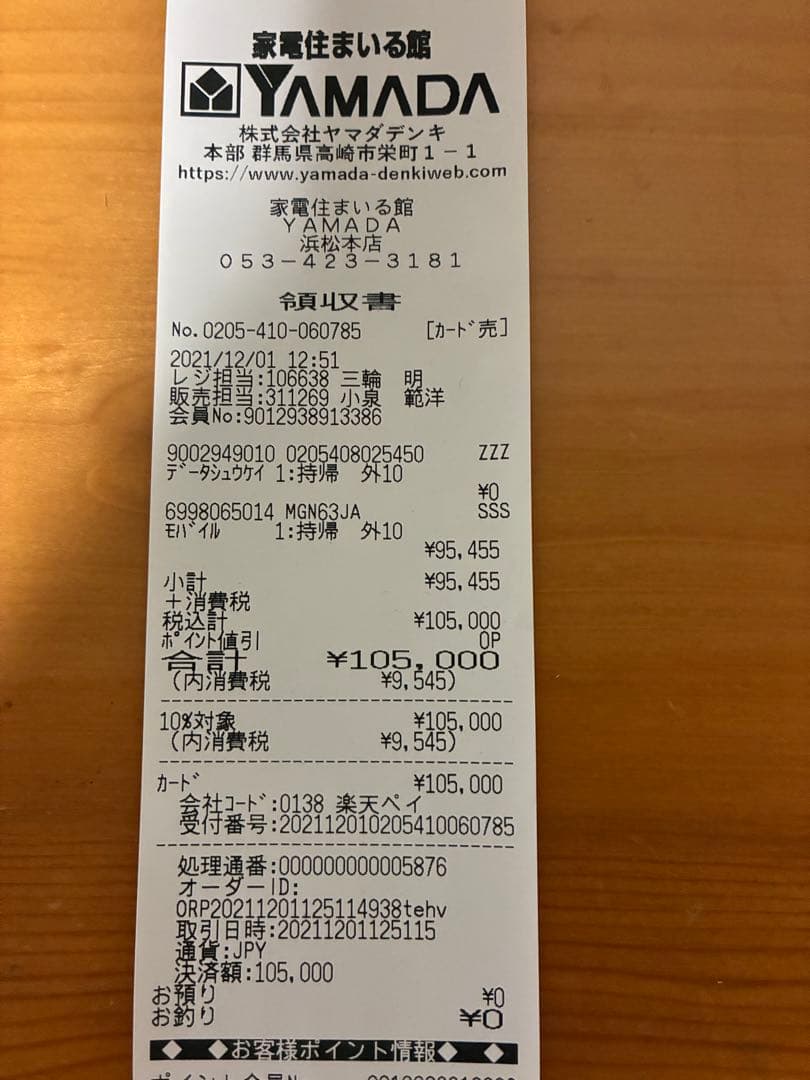 家電住まいる館
YAMADA
株式会社ヤマダデンキ
本部 群馬県高崎市栄町1-1
https://www.yamada-denkiweb.com
家電住まいる館
YAMADA
浜松本店
053-423-3181
領収書
No.0205-410-060785 [カード売]
2021/12/01 12:51
レジ担当:106638 三輪 明
販売担当:311269 小泉 範洋
会員No:9012938913386
9002949010 0205408025450 ZZZ
データシュウケイ 1:持帰 外10
¥0
6998065014 MGN63JA SSS
モバイル 1:持帰 外10
¥95,455
小計 ¥95,455
+消費税
税込計 ¥105,000
ポイント値引 0P
合計 ¥105,000
(内消費税 ¥9,545)
10%対象 ¥105,000
(内消費税 ¥9,545)
カード ¥105,000
会社コード:0138 楽天ペイ
受付番号:20211201020541006​0785
処理通番:000000000005876
オーダーID:
ORP20211201125114938tehv
取引日時:20211201125115
通貨:JPY
決済額:105,000
お預り ¥0
お釣り ¥0
◆ ◆お客様ポイント情報◆ ◆